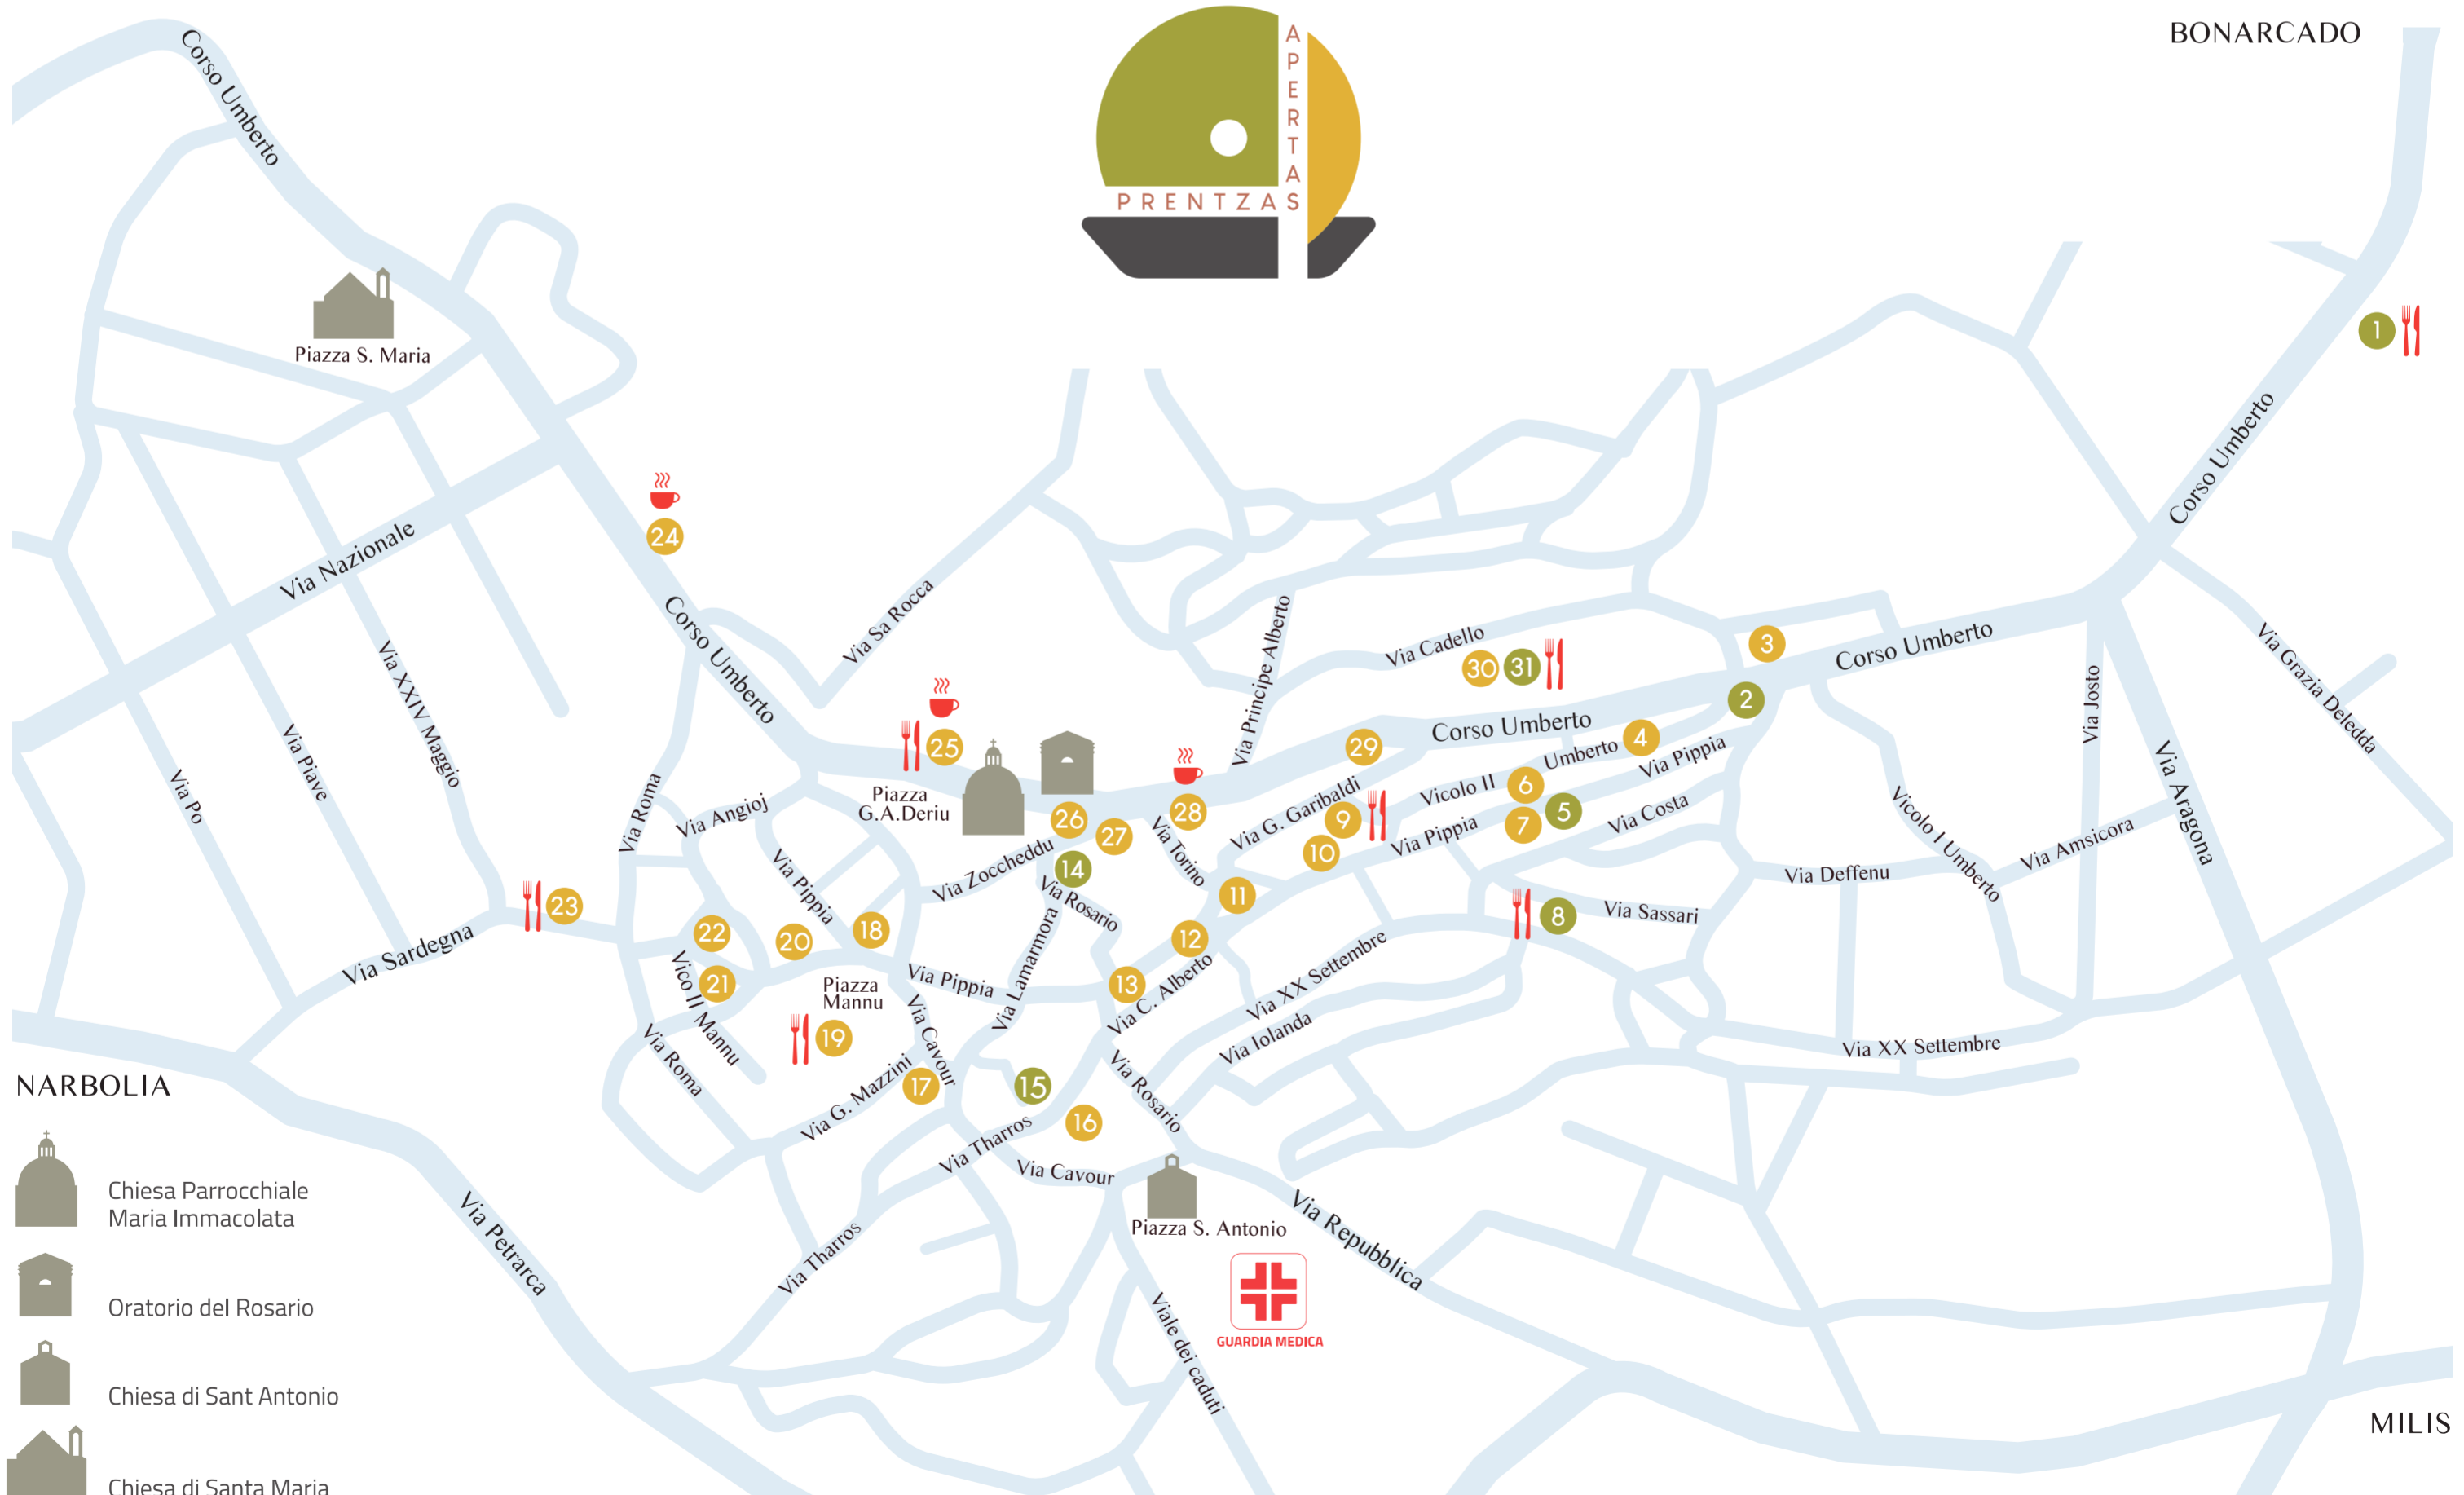 BONARCADO
APERTAS
PRENTZAS
Corso Umberto
Piazza S. Maria
1
Corso Umberto
24
Via Nazionale
Corso Umberto
Via Sa Rocca
Via Principe Alberto
Via Cadello
30
31
3
Corso Umberto
2
Via Grazia Deledda
Via Josto
Via XXIV Maggio
Via Piave
Via Po
Via Roma
25
Piazza
G.A.Deriu
29
Corso Umberto
Vicolo II
Umberto
4
Via Pippia
6
5
7
Via Costa
Vicolo I Umberto
Via Amsicora
Via Aragona
Via Angioj
Via Pippia
26
27
28
Via Zoccheddu
14
Via Rosario
Via Torino
Via G. Garibaldi
9
10
Via Pippia
11
Via Deffenu
8
Via Sassari
23
Via Sardegna
22
21
20
18
Vico II Mannu
Piazza
Mannu
19
Via Pippia
Via Lamarmora
13
12
Via C. Alberto
Via XX Settembre
Via Iolanda
Via XX Settembre
Via Roma
Via Cavour
Via G. Mazzini
17
15
16
Via Rosario
Via Tharros
Via Cavour
Piazza S. Antonio
Via Repubblica
GUARDIA MEDICA
Viale dei caduti
Via Tharros
Via Petrarca
MILIS
NARBOLIA
Chiesa Parrocchiale
Maria Immacolata
Oratorio del Rosario
Chiesa di Sant Antonio
Chiesa di Santa Maria